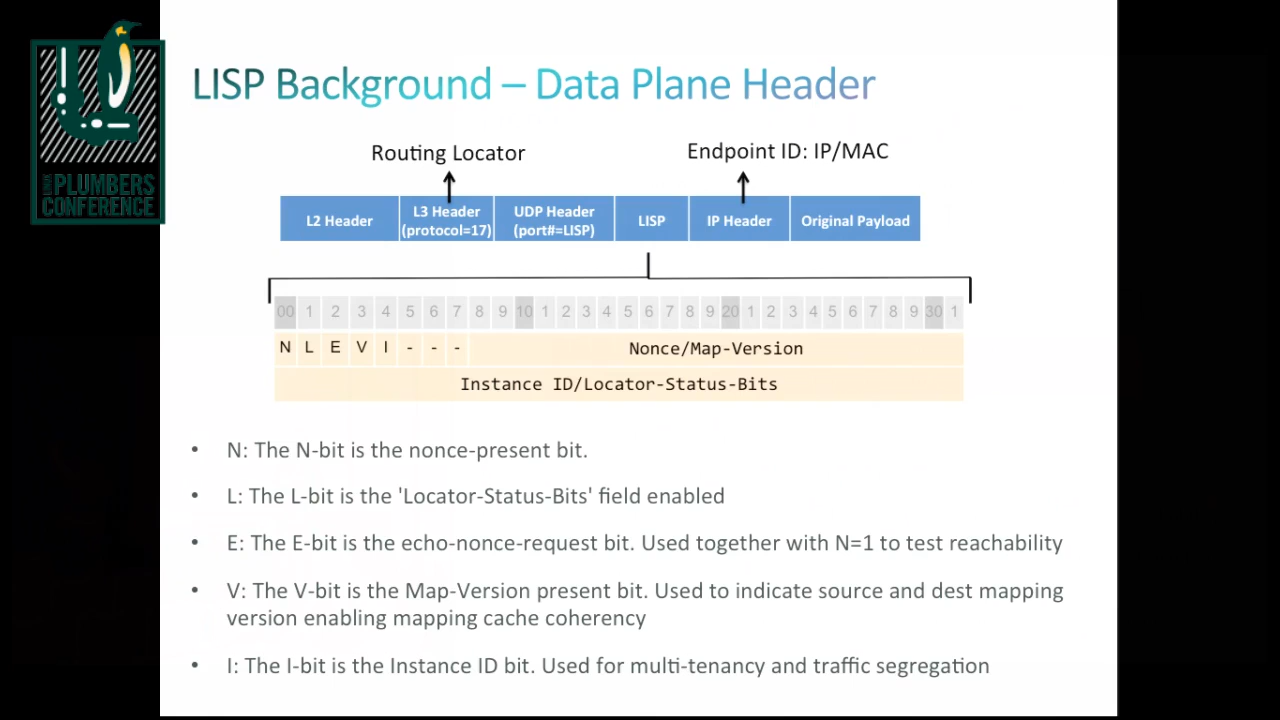 LINUX
PLUMBERS
CONFERENCE
LISP Background – Data Plane Header
Routing Locator
Endpoint ID: IP/MAC
L2 Header
L3 Header
(protocol=17)
UDP Header
(port#=LISP)
LISP
IP Header
Original Payload
00 1 2 3 4 5 6 7 8 9 10 1 2 3 4 5 6 7 8 9 20 1 2 3 4 5 6 7 8 9 30 1
N L E V I - - - Nonce/Map-Version
Instance ID/Locator-Status-Bits
• N: The N-bit is the nonce-present bit.
• L: The L-bit is the 'Locator-Status-Bits' field enabled
• E: The E-bit is the echo-nonce-request bit. Used together with N=1 to test reachability
• V: The V-bit is the Map-Version present bit. Used to indicate source and dest mapping
version enabling mapping cache coherency
• I: The I-bit is the Instance ID bit. Used for multi-tenancy and traffic segregation